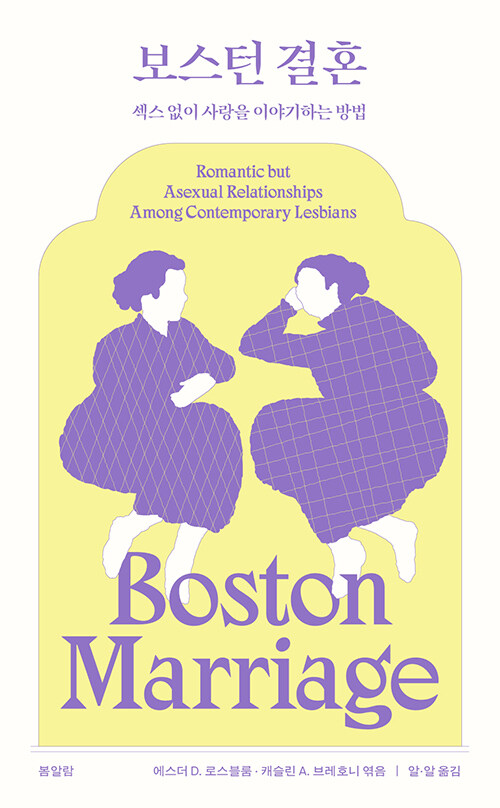 보스턴 결혼
섹스 없이 사랑을 이야기하는 방법
Romantic but
Asexual Relationships
Among Contemporary Lesbians
Boston
Marriage
봄알람 에스더 D. 로스블룸 · 캐슬린 A. 브레호니 엮음 | 알·알 옮김